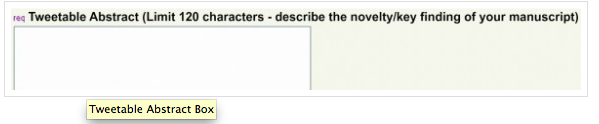 req Tweetable Abstract (Limit 120 characters - describe the novelty/key finding of your manuscript)
Tweetable Abstract Box